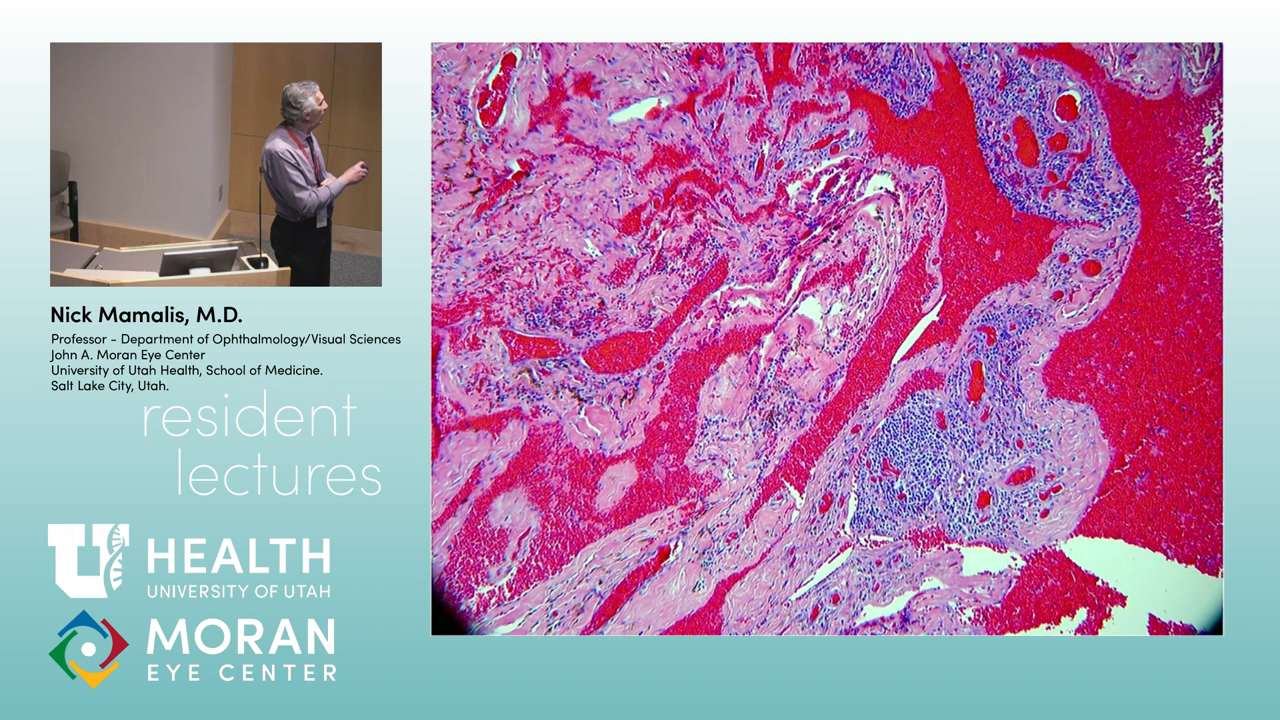 Nick Mamalis, M.D.
Professor - Department of Ophthalmology/Visual Sciences
John A. Moran Eye Center
University of Utah Health, School of Medicine.
Salt Lake City, Utah.
resident
lectures
U HEALTH
UNIVERSITY OF UTAH
MORAN
EYE CENTER